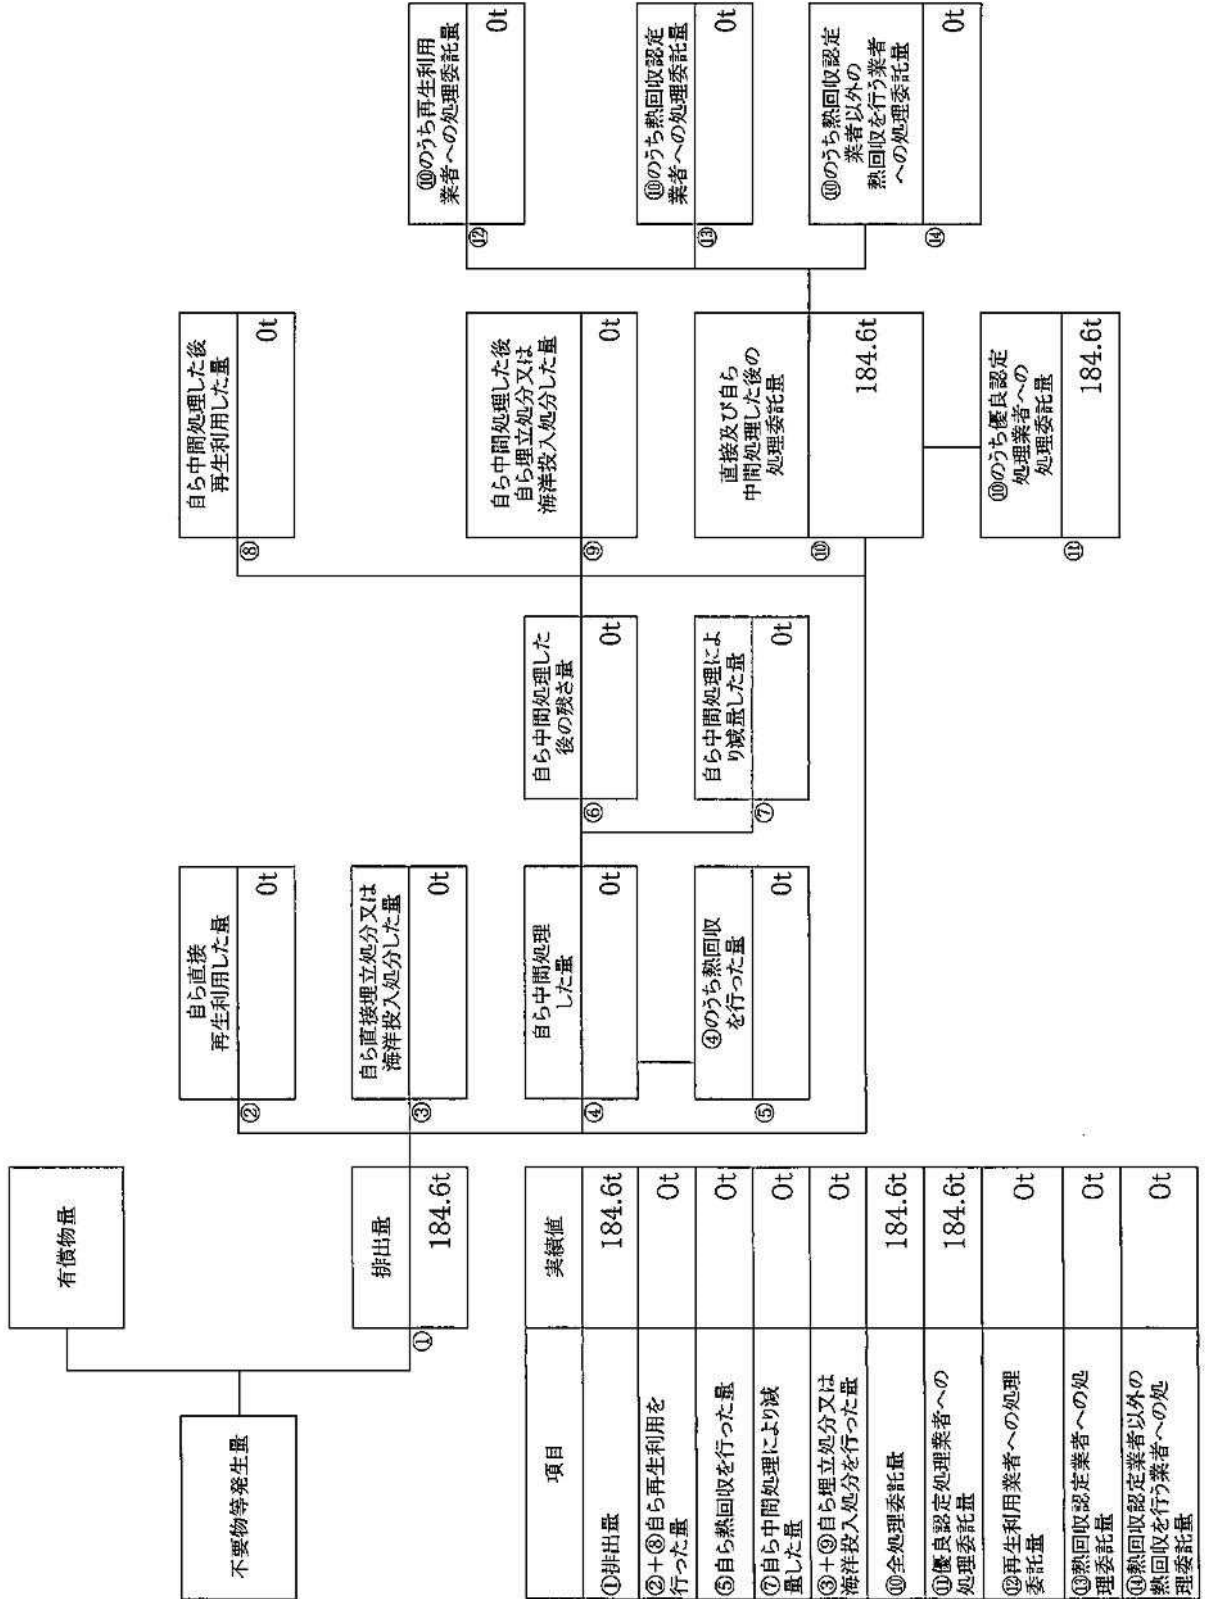 不要物等発生量
有償物量
排出量
①
184.6t
自ら直接
再生利用した量
②
0t
自ら直接埋立処分又は
海洋投入処分した量
③
0t
自ら中間処理
した量
④
0t
④のうち熱回収
を行った量
⑤
0t
自ら中間処理した
後の残さ量
⑥
0t
自ら中間処理によ
り減量した量
⑦
0t
自ら中間処理した後
再生利用した量
⑧
0t
自ら中間処理した後
自ら埋立処分又は
海洋投入処分した量
⑨
0t
直接及び自ら
中間処理した後の
処理委託量
⑩
184.6t
⑩のうち優良認定
処理業者への
処理委託量
⑪
184.6t
⑩のうち再生利用
業者への処理委託量
⑫
0t
⑩のうち熱回収認定
業者への処理委託量
⑬
0t
⑩のうち熱回収認定
業者以外の
熱回収を行う業者
への処理委託量
⑭
0t
項目 実績値
①排出量 184.6t
②+⑧自ら再生利用を
行った量 0t
⑤自ら熱回収を行った量 0t
⑦自ら中間処理により減
量した量 0t
③+⑨自ら埋立処分又は
海洋投入処分を行った量 0t
⑩全処理委託量 184.6t
⑪優良認定処理業者への
処理委託量 184.6t
⑫再生利用業者への処理
委託量 0t
⑬熱回収認定業者への処
理委託量 0t
⑭熱回収認定業者以外の
熱回収を行う業者への処
理委託量 0t